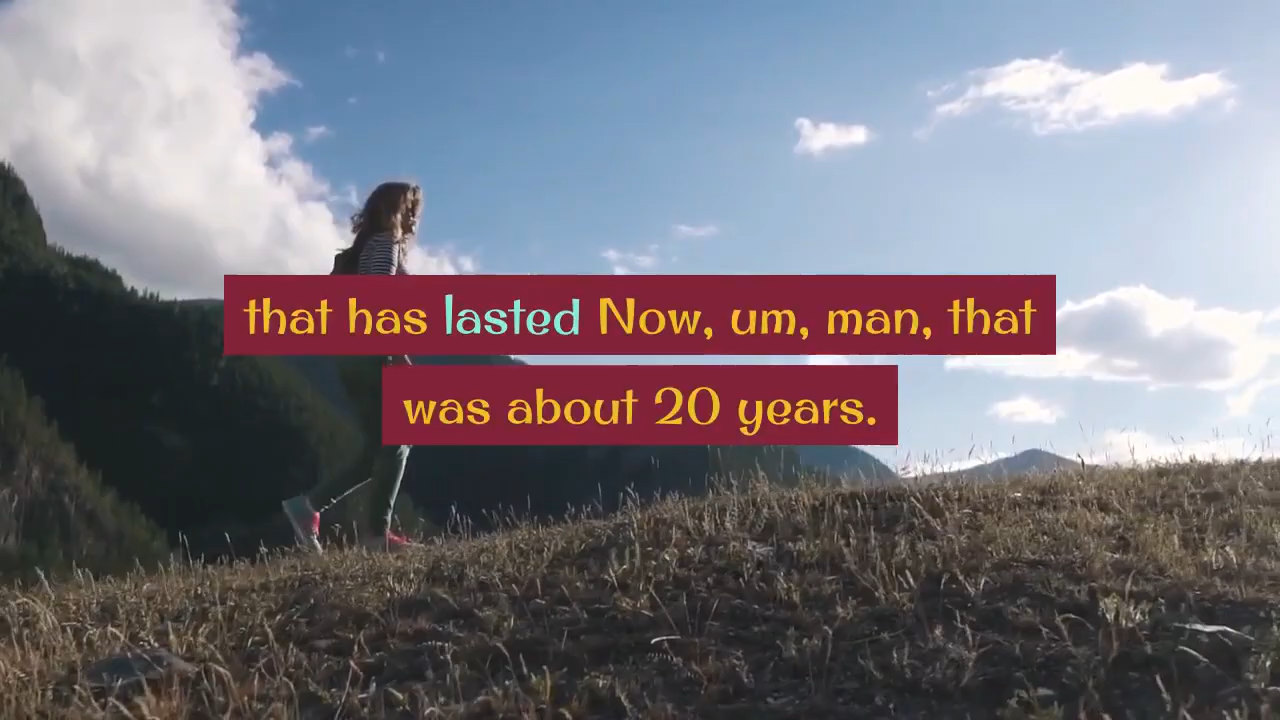 that has lasted Now, um, man, that
was about 20 years.